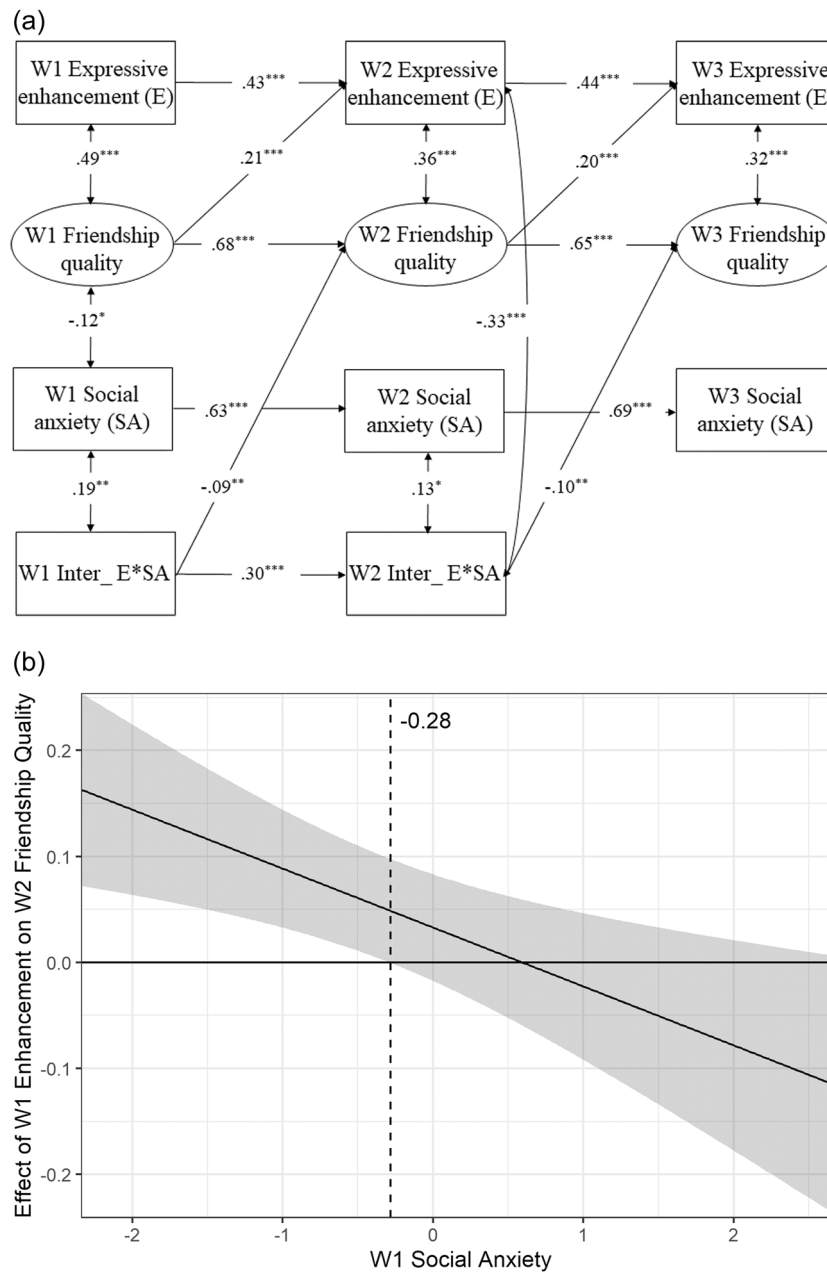 (a)
W1 Expressive
enhancement (E)
.43***
W2 Expressive
enhancement (E)
.44***
W3 Expressive
enhancement (E
.49***
.21***
.36***
.20***
.32***
W1 Friendship
quality
.68***
W2 Friendship
quality
.65***
W3 Friendship
quality
-.12*
-.33***
W1 Social
anxiety (SA)
.63***
W2 Social
anxiety (SA)
.69***
W3 Social
anxiety (SA)
.19**
-.09**
.13*
-.10**
W1 Inter_ E*SA
.30***
W2 Inter_ E*SA
(b)
Effect of W1 Enhancement on W2 Friendship Quality
0.2
0.1
0.0
-0.1
-0.2
-0.28
-2
-1
0
1
2
W1 Social Anxiety